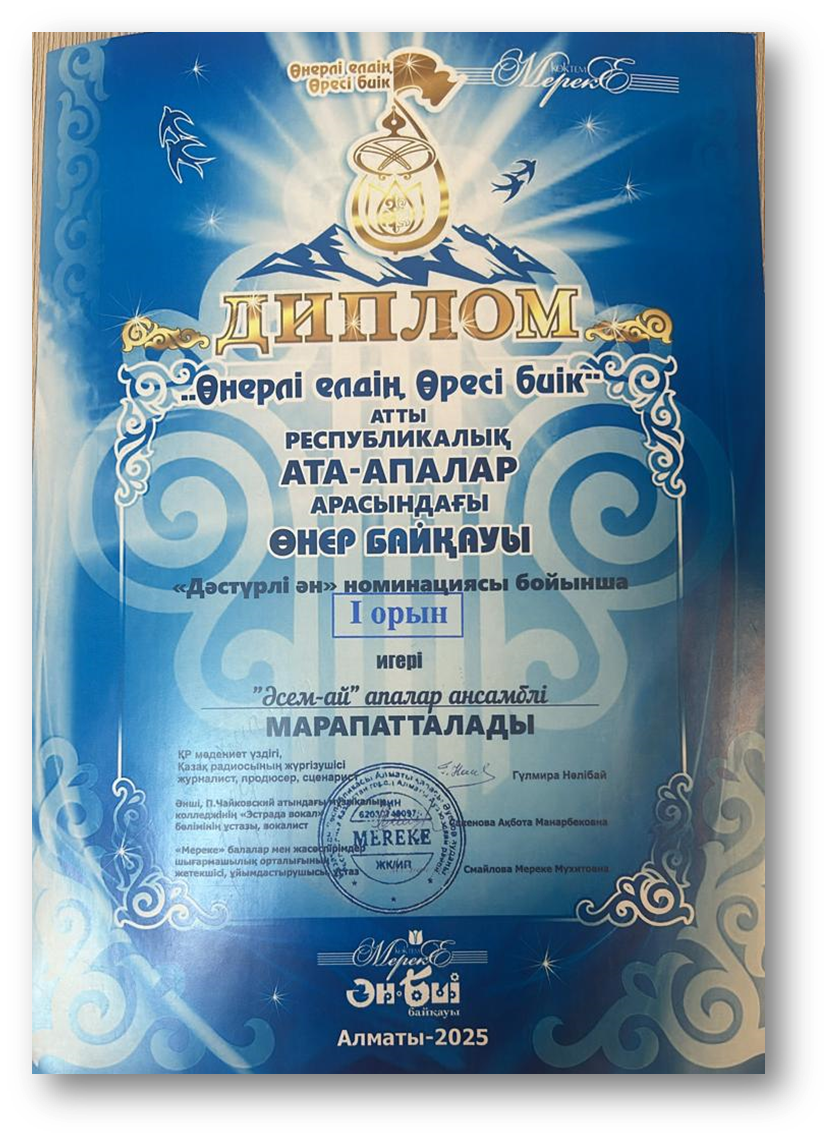 Өнерлі елдің
Өресі биік
КӨКТЕМ
МерекЕ
ДИПЛОМ
"Өнерлі елдің Өресі биік"
АТТЫ
РЕСПУБЛИКАЛЫҚ
АТА-АПАЛАР
АРАСЫНДАҒЫ
ӨНЕР БАЙҚАУЫ
«Дәстүрлі ән» номинациясы бойынша
I орын
игері
"Әсем-ай" апалар ансамблі
МАРАПАТТАЛАДЫ
ҚР мәдениет үздігі,
Қазақ радиосының жүргізушісі
журналист, продюсер, сценарист
Гүлмира Нәлібай
Әнші, П.Чайковский атындағы музыкалық
колледжінің «Эстрада вокал»
бөлімінің ұстазы, вокалист
Ақбота Манарбековна
«Мереке» балалар мен жасөспірімдер
шығармашылық орталығының
жетекшісі, ұйымдастырушысы, ұстаз
Смайлова Мереке Мухитовна
MEREKE
ЖК/ИП
КӨКТЕМ
МерекЕ
Ән-Би
байқауы
Алматы-2025